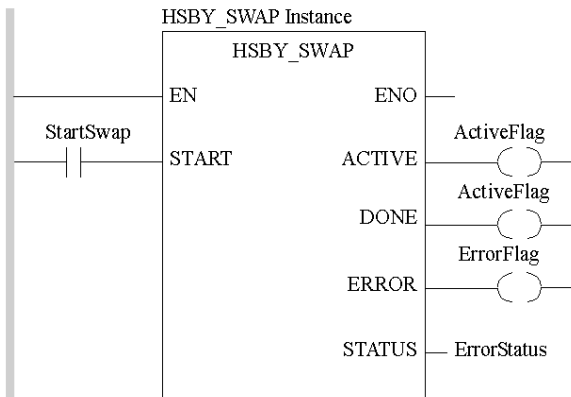 HSBY_SWAP Instance
HSBY_SWAP
EN
ENO
StartSwap
ActiveFlag
START
ACTIVE
ActiveFlag
DONE
ErrorFlag
ERROR
STATUS
ErrorStatus